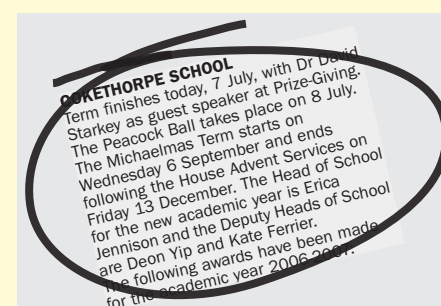 COKETHORPE SCHOOL
Term finishes today, 7 July, with Dr David
Starkey as guest speaker at Prize-Giving.
The Peacock Ball takes place on 8 July.
The Michaelmas Term starts on
Wednesday 6 September and ends
following the House Advent Services on
Friday 13 December. The Head of School
for the new academic year is Erica
Jennison and the Deputy Heads of School
are Deon Yip and Kate Ferrier.
The following awards have been made
for the academic year 2006-2007: